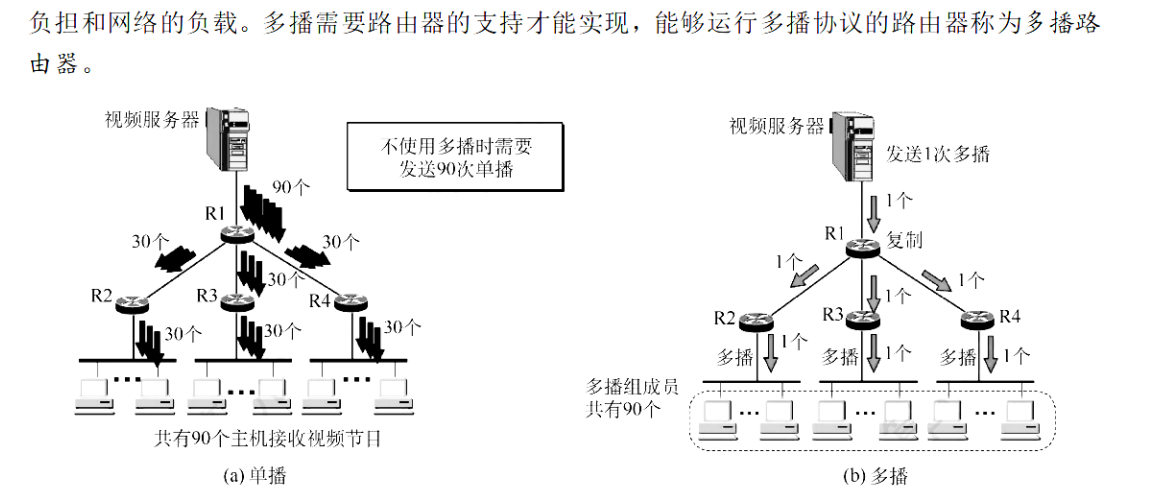 负担和网络的负载。多播需要路由器的支持才能实现，能够运行多播协议的路由器称为多播路
由器。
视频服务器
不使用多播时需要
发送90次单播
90个
R1
30个
30个
30个
R2
R3
R4
30个
30个
30个
共有90个主机接收视频节目
(a) 单播
视频服务器
发送1次多播
1个
R1
复制
1个
1个
1个
R2
R3
R4
多播
1个
多播
1个
多播
1个
多播组成员
共有90个
(b) 多播